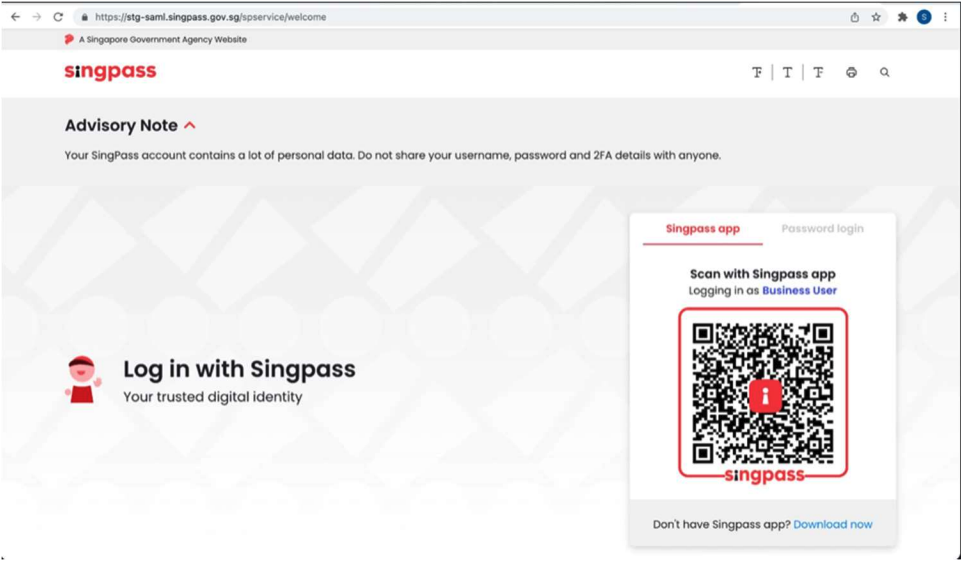 https://stg-saml.singpass.gov.sg/spservice/welcome
S
A Singapore Government Agency Website
singpass
T T T
Advisory Note
Your SingPass account contains a lot of personal data. Do not share your username, password and 2FA details with anyone.
Singpass app Password login
Scan with Singpass app
Logging in as Business User
singpass
Log in with Singpass
Your trusted digital identity
Don't have Singpass app? Download now